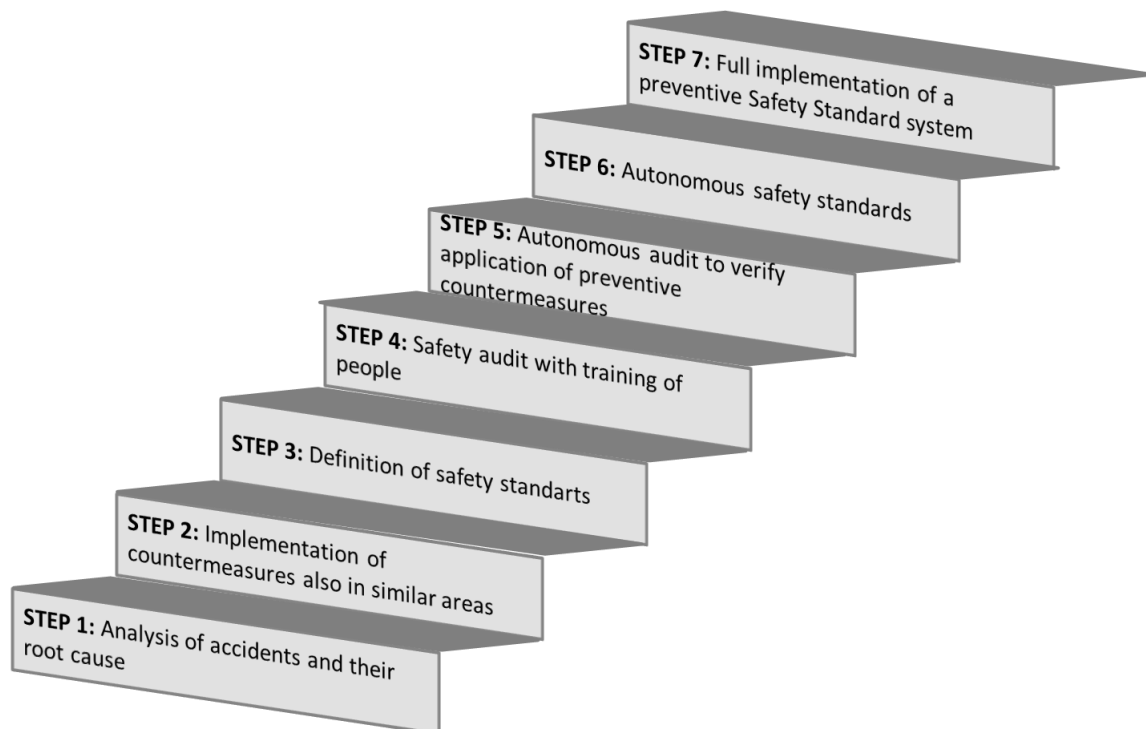 STEP 7: Full implementation of a
preventive Safety Standard system
STEP 6: Autonomous safety standards
STEP 5: Autonomous audit to verify
application of preventive
countermeasures
STEP 4: Safety audit with training of
people
STEP 3: Definition of safety standarts
STEP 2: Implementation of
countermeasures also in similar areas
STEP 1: Analysis of accidents and their
root cause